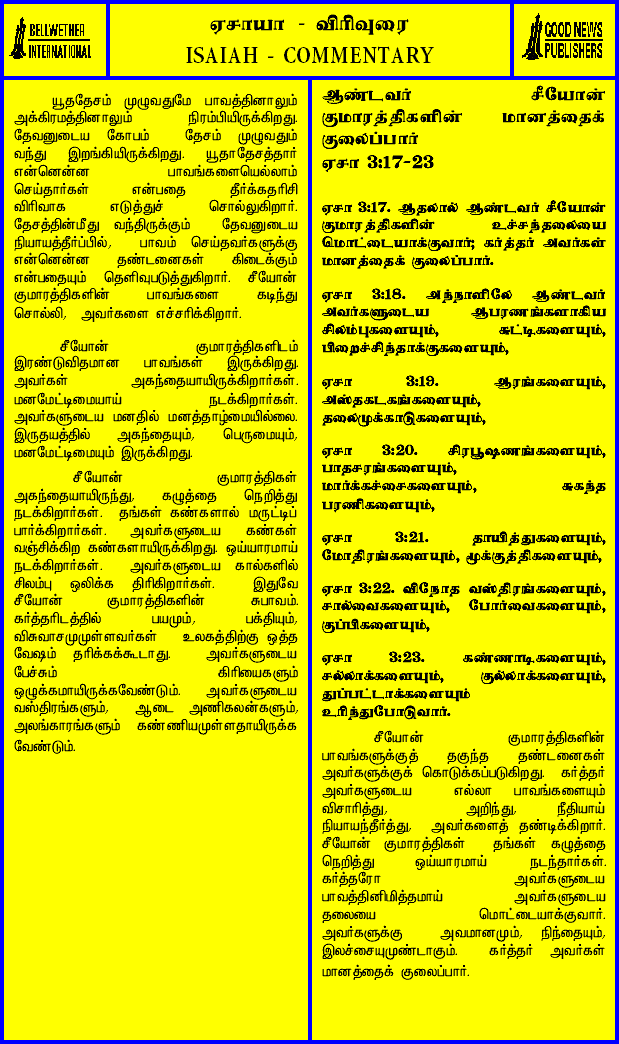 BELLWETHER
INTERNATIONAL
ஏசாயா - விரிவுரை
ISAIAH - COMMENTARY
GOOD NEWS
PUBLISHERS
யூததேசம் முழுவதுமே பாவத்தினாலும்
அக்கிரமத்தினாலும் நிரம்பியிருக்கிறது.
தேவனுடைய கோபம் தேசம் முழுவதும்
வந்து இறங்கியிருக்கிறது. யூதாதேசத்தார்
என்னென்ன பாவங்களையெல்லாம்
செய்தார்கள் என்பதை தீர்க்கதரிசி
விரிவாக எடுத்துச் சொல்லுகிறார்.
தேசத்தின்மீது வந்திருக்கும் தேவனுடைய
நியாயத்தீர்ப்பில், பாவம் செய்தவர்களுக்கு
என்னென்ன தண்டனைகள் கிடைக்கும்
என்பதையும் தெளிவுபடுத்துகிறார். சீயோன்
குமாரத்திகளின் பாவங்களை கடிந்து
சொல்லி, அவர்களை எச்சரிக்கிறார்.
சீயோன் குமாரத்திகளிடம்
இரண்டுவிதமான பாவங்கள் இருக்கிறது.
அவர்கள் அகந்தையாயிருக்கிறார்கள்.
மனமேட்டிமையாய் நடக்கிறார்கள்.
அவர்களுடைய மனதில் மனத்தாழ்மையில்லை.
இருதயத்தில் அகந்தையும், பெருமையும்,
மனமேட்டிமையும் இருக்கிறது.
சீயோன் குமாரத்திகள்
அகந்தையாயிருந்து, கழுத்தை நெறித்து
நடக்கிறார்கள். தங்கள் கண்களால் மருட்டிப்
பார்க்கிறார்கள். அவர்களுடைய கண்கள்
வஞ்சிக்கிற கண்களாயிருக்கிறது. ஒய்யாரமாய்
நடக்கிறார்கள். அவர்களுடைய கால்களில்
சிலம்பு ஒலிக்க திரிகிறார்கள். இதுவே
சீயோன் குமாரத்திகளின் சுபாவம்.
கர்த்தரிடத்தில் பயமும், பக்தியும்,
விசுவாசமுமுள்ளவர்கள் உலகத்திற்கு ஒத்த
வேஷம் தரிக்கக்கூடாது. அவர்களுடைய
பேச்சும் கிரியைகளும்
ஒழுக்கமாயிருக்கவேண்டும். அவர்களுடைய
வஸ்திரங்களும், ஆடை அணிகலன்களும்,
அலங்காரங்களும் கண்ணியமுள்ளதாயிருக்க
வேண்டும்.
ஆண்டவர் சீயோன்
குமாரத்திகளின் மானத்தைக்
குலைப்பார்
ஏசா 3:17-23
ஏசா 3:17. ஆதலால் ஆண்டவர் சீயோன்
குமாரத்திகளின் உச்சந்தலையை
மொட்டையாக்குவார்; கர்த்தர் அவர்கள்
மானத்தைக் குலைப்பார்.
ஏசா 3:18. அந்நாளிலே ஆண்டவர்
அவர்களுடைய ஆபரணங்களாகிய
சிலம்புகளையும், சுட்டிகளையும்,
பிறைச்சிந்தாக்குகளையும்,
ஏசா 3:19. ஆரங்களையும்,
அஸ்தகடகங்களையும்,
தலைமுக்காடுகளையும்,
ஏசா 3:20. சிரபூஷணங்களையும்,
பாதசரங்களையும்,
மார்க்கச்சைகளையும், சுகந்த
பரணிகளையும்,
ஏசா 3:21. தாயித்துகளையும்,
மோதிரங்களையும், மூக்குத்திகளையும்,
ஏசா 3:22. விநோத வஸ்திரங்களையும்,
சால்வைகளையும், போர்வைகளையும்,
குப்பிகளையும்,
ஏசா 3:23. கண்ணாடிகளையும்,
சல்லாக்களையும், குல்லாக்களையும்,
துப்பட்டாக்களையும்
உரிந்துபோடுவார்.
சீயோன் குமாரத்திகளின்
பாவங்களுக்குத் தகுந்த தண்டனைகள்
அவர்களுக்குக் கொடுக்கப்படுகிறது. கர்த்தர்
அவர்களுடைய எல்லா பாவங்களையும்
விசாரித்து, அறிந்து, நீதியாய்
நியாயந்தீர்த்து, அவர்களைத் தண்டிக்கிறார்.
சீயோன் குமாரத்திகள் தங்கள் கழுத்தை
நெறித்து ஒய்யாரமாய் நடந்தார்கள்.
கர்த்தரோ அவர்களுடைய
பாவத்தினிமித்தமாய் அவர்களுடைய
தலையை மொட்டையாக்குவார்.
அவர்களுக்கு அவமானமும், நிந்தையும்,
இலச்சையுமுண்டாகும். கர்த்தர் அவர்கள்
மானத்தைக் குலைப்பார்.